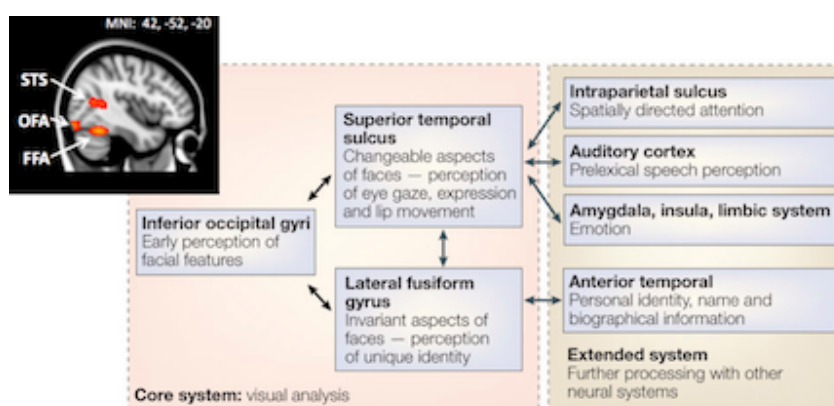 MNI: 42, -52, -20
STS
OFA
FFA
Inferior occipital gyri
Early perception of
facial features
Superior temporal
sulcus
Changeable aspects
of faces — perception
of eye gaze, expression
and lip movement
Lateral fusiform
gyrus
Invariant aspects of
faces — perception
of unique identity
Core system: visual analysis
Intraparietal sulcus
Spatially directed attention
Auditory cortex
Prelexical speech perception
Amygdala, insula, limbic system
Emotion
Anterior temporal
Personal identity, name and
biographical information
Extended system
Further processing with other
neural systems